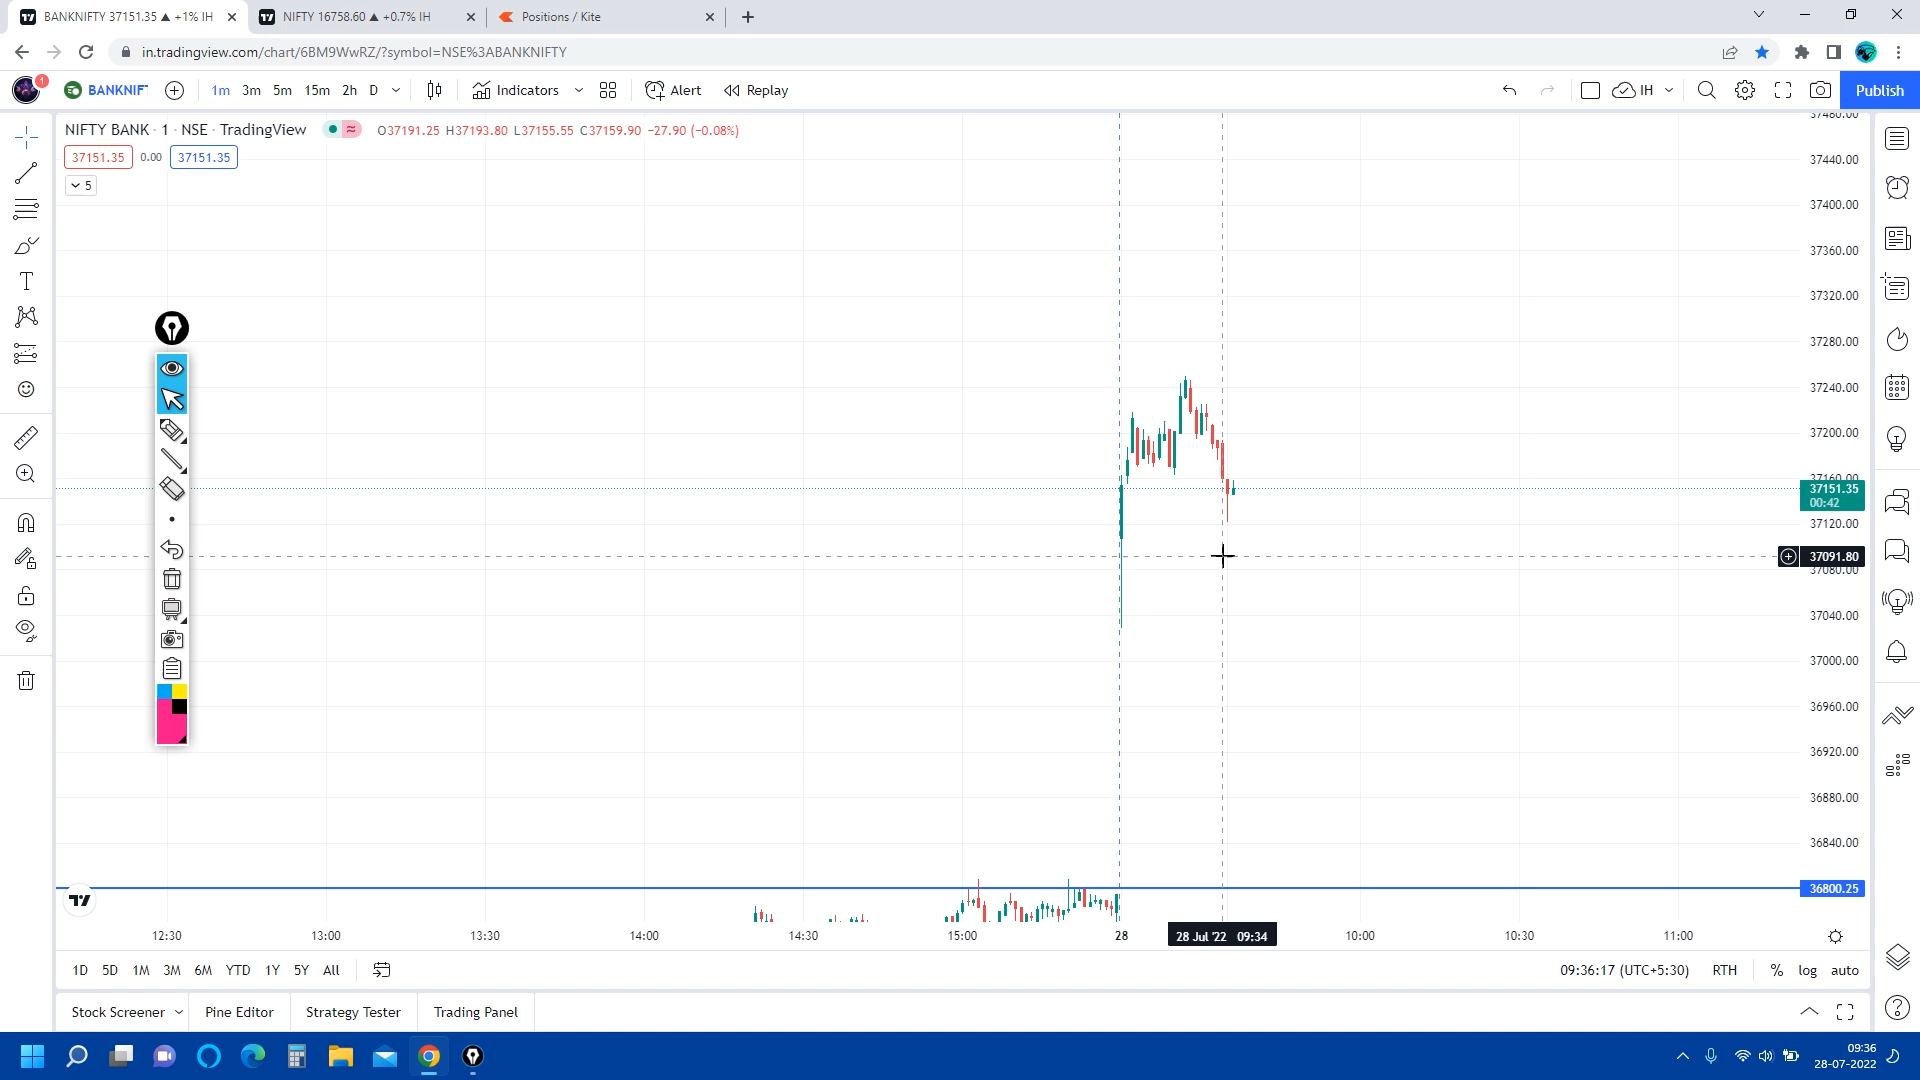 BANKNIFTY 37151.35 ▲ +1% IH
NIFTY 16758.60 ▲ +0.7% IH
Positions / Kite
in.tradingview.com/chart/6BM9WwRZ/?symbol=NSE%3ABANKNIFTY
1
BANKNIF
1m 3m 5m 15m 2h D
Indicators
Alert
Replay
IH
Publish
NIFTY BANK · 1 · NSE · TradingView
O37191.25 H37193.80 L37155.55 C37159.90 −27.90 (−0.08%)
37151.35 0.00 37151.35
5
37480.00
37440.00
37400.00
37360.00
37320.00
37280.00
37240.00
37200.00
37160.00
37151.35
00:42
37120.00
37091.80
37080.00
37040.00
37000.00
36960.00
36920.00
36880.00
36840.00
36800.25
12:30 13:00 13:30 14:00 14:30 15:00 28 28 Jul '22 09:34 10:00 10:30 11:00
1D 5D 1M 3M 6M YTD 1Y 5Y All
09:36:17 (UTC+5:30) RTH % log auto
Stock Screener Pine Editor Strategy Tester Trading Panel
09:36
28-07-2022